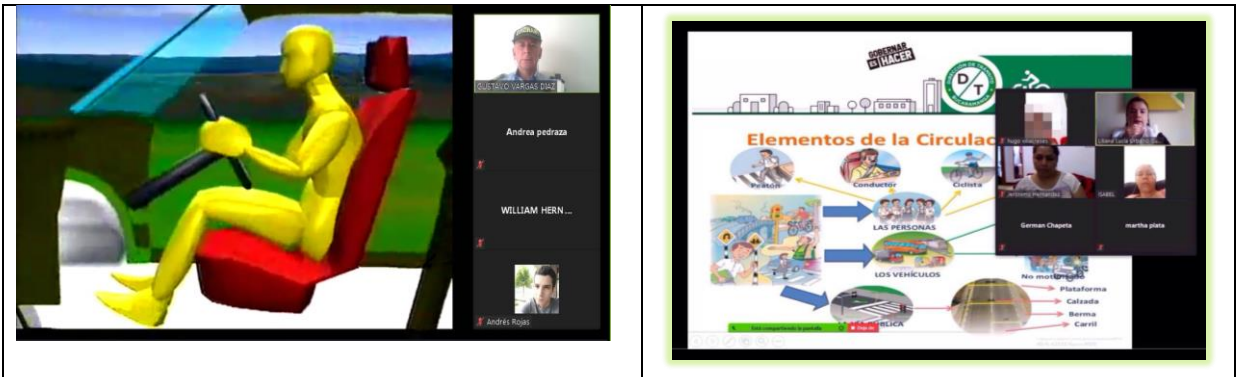 GUSTAVO VARGAS DIAZ
Andrea pedraza
WILLIAM HERN...
Andrés Rojas
GOBERNAR
ES HACER
DT
Elementos de la Circulac
Peatón
Conductor
Ciclista
LAS PERSONAS
LOS VEHÍCULOS
German Chapeta
martha plata
No motorizado
Plataforma
Calzada
Berma
Carril